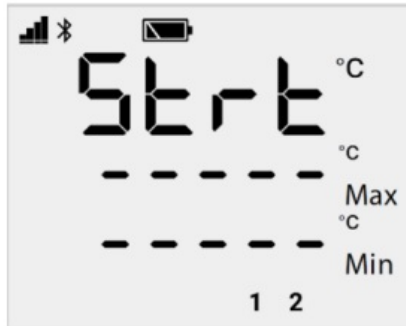 Strt °C
°C
- - - - - Max
°C
- - - - - Min
1 2